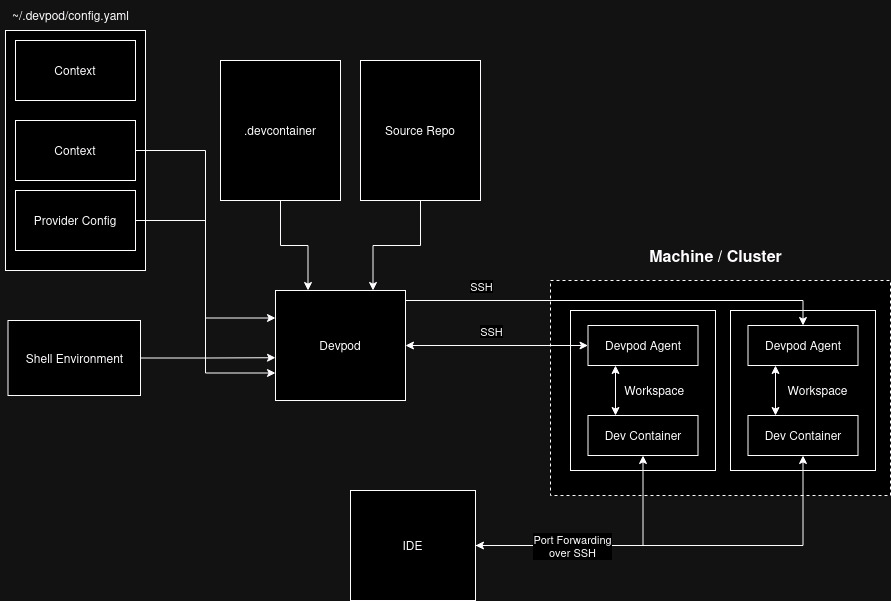 ~/.devpod/config.yaml
Context
Context
Provider Config
.devcontainer
Source Repo
Shell Environment
Devpod
SSH
SSH
Machine / Cluster
Devpod Agent
Workspace
Dev Container
Devpod Agent
Workspace
Dev Container
IDE
Port Forwarding
over SSH